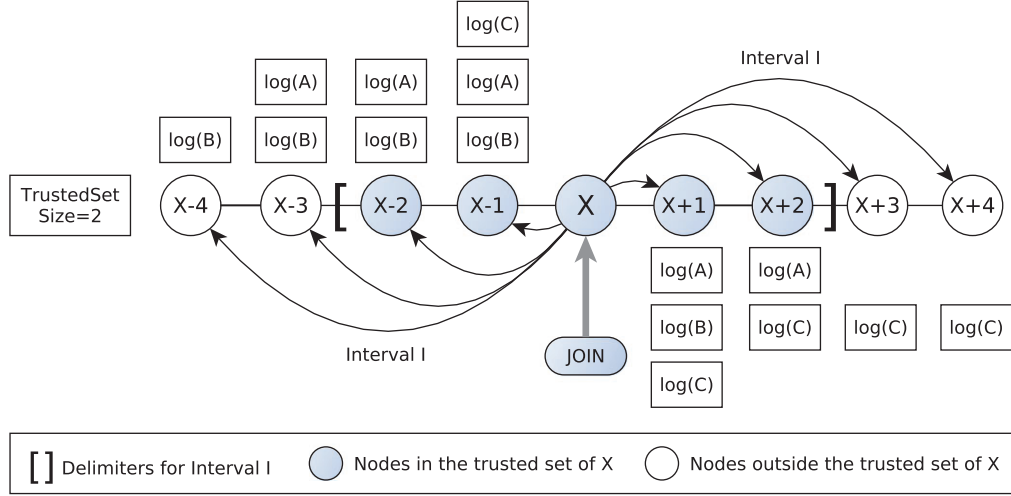 log(C)
Interval I
log(A) log(A) log(A)
log(B) log(B) log(B) log(B)
TrustedSet
Size=2
X-4 X-3 [ X-2 X-1 X X+1 X+2 ] X+3 X+4
log(A) log(A)
log(B) log(C) log(C) log(C)
Interval I JOIN
log(C)
[ ] Delimiters for Interval I Nodes in the trusted set of X Nodes outside the trusted set of X